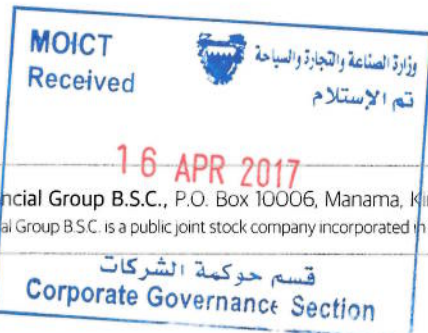 MOICT
Received
وزارة الصناعة والتجارة والسياحة
تم الإستلام
16 APR 2017
ncial Group B.S.C., P.O. Box 10006, Manama, Ki
al Group B.S.C. is a public joint stock company incorporated in
قسم حوكمة الشركات
Corporate Governance Section